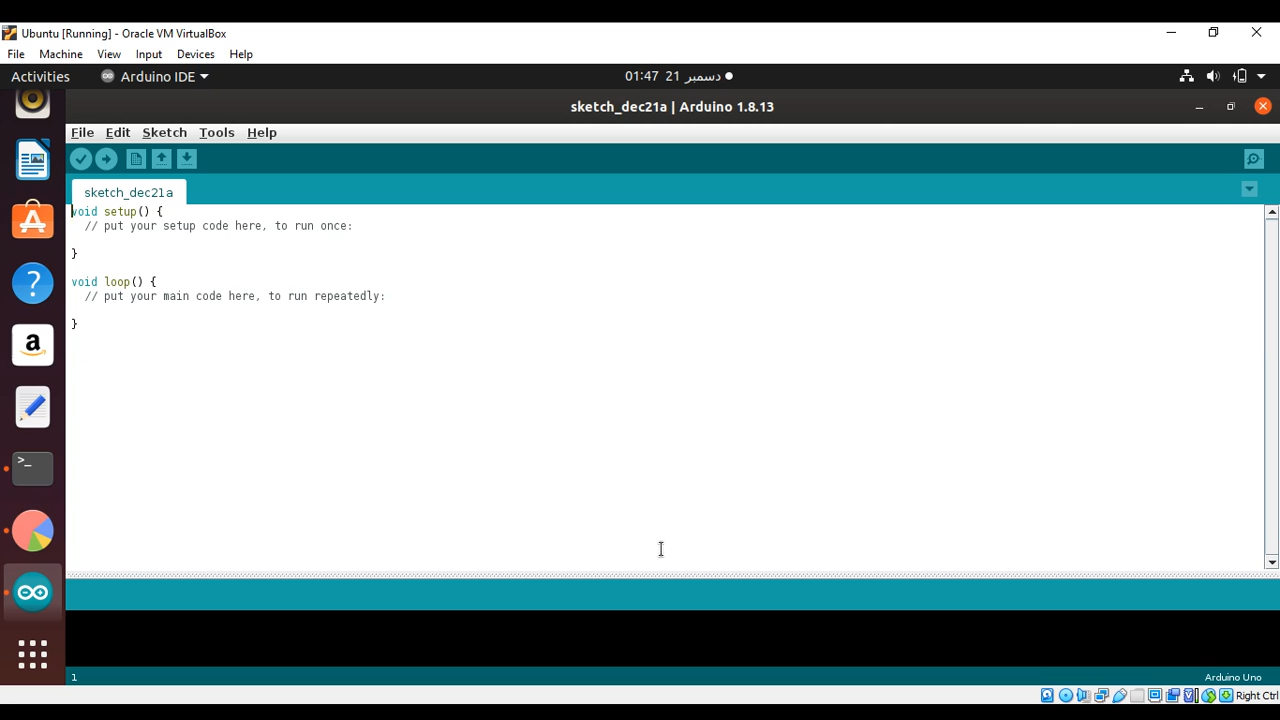 Ubuntu [Running] - Oracle VM VirtualBox
File Machine View Input Devices Help
Activities Arduino IDE 01:47 21 دسمبر
sketch_dec21a | Arduino 1.8.13
File Edit Sketch Tools Help
sketch_dec21a
void setup() {
// put your setup code here, to run once:
}
void loop() {
// put your main code here, to run repeatedly:
}
1 Arduino Uno
Right Ctrl